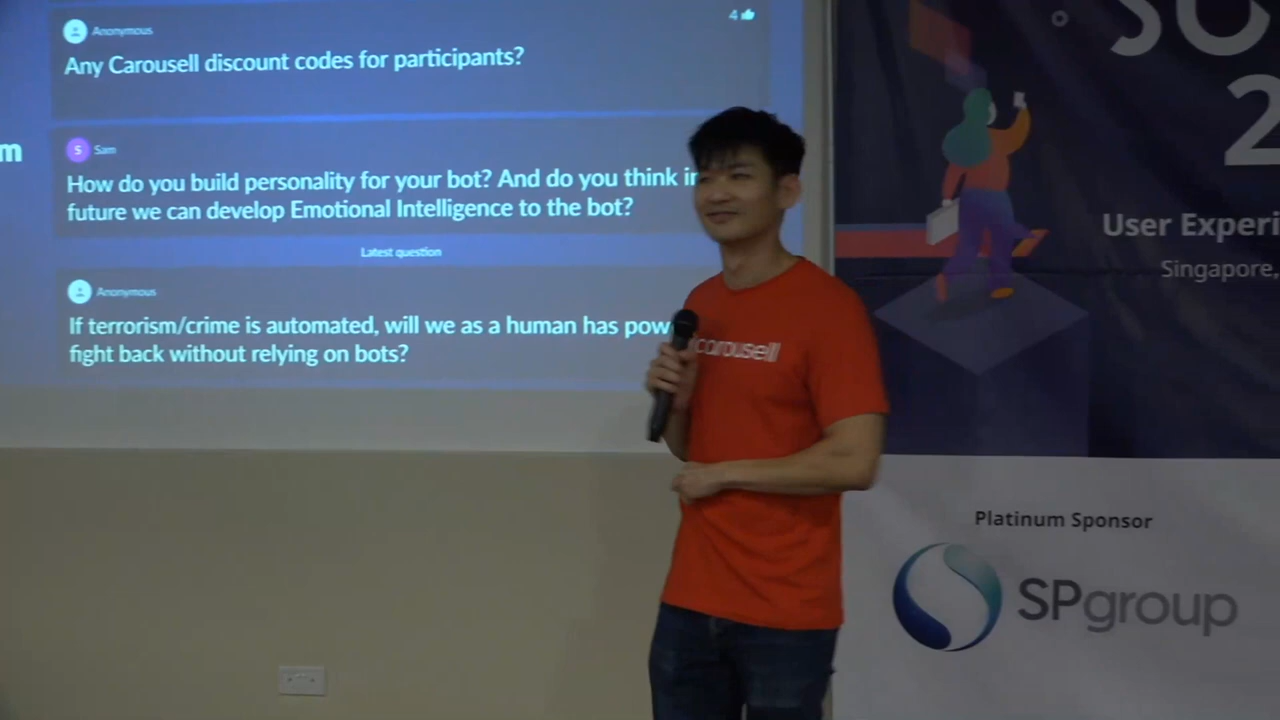 Anonymous
4
Any Carousell discount codes for participants?
m
S Sam
How do you build personality for your bot? And do you think in
future we can develop Emotional Intelligence to the bot?
Latest question
Anonymous
If terrorism/crime is automated, will we as a human has pow
fight back without relying on bots?
carousell
SO
2
User Experi
Singapore,
Platinum Sponsor
SPgroup